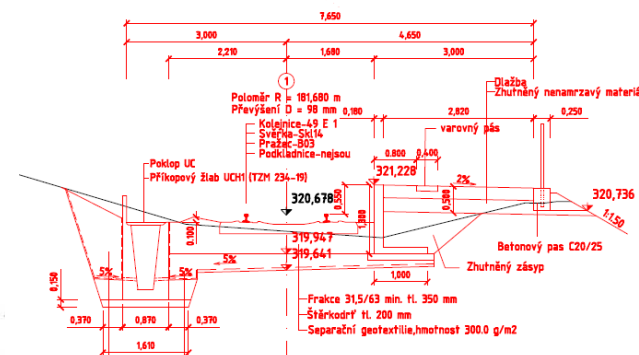 7,650
3,000
4,650
2,210
1,680
3,000
1
Poloměr R = 181,680 m
Převýšení D = 98 mm
0,180
2,820
0,250
Dlažba
Zhutněný nenamrzavý materiá
Kolejnice-49 E 1
Svěrka-Skl14
Pražec-B03
Podkladnice-nejsou
varovný pás
0.800
0,400
Poklop UC
Příkopový žlab UCH1 (TZM 234-19)
321,228
2%
320,678
0,550
0,500
320,736
1:1.50
0.100
1,380
319,947
319,641
Betonový pas C20/25
Zhutněný zásyp
5%
5%
5%
1,000
0,150
Frakce 31,5/63 min. tl. 350 mm
Štěrkodrť tl. 200 mm
Separační geotextilie,hmotnost 300.0 g/m2
0,370
0,870
0,370
1,610